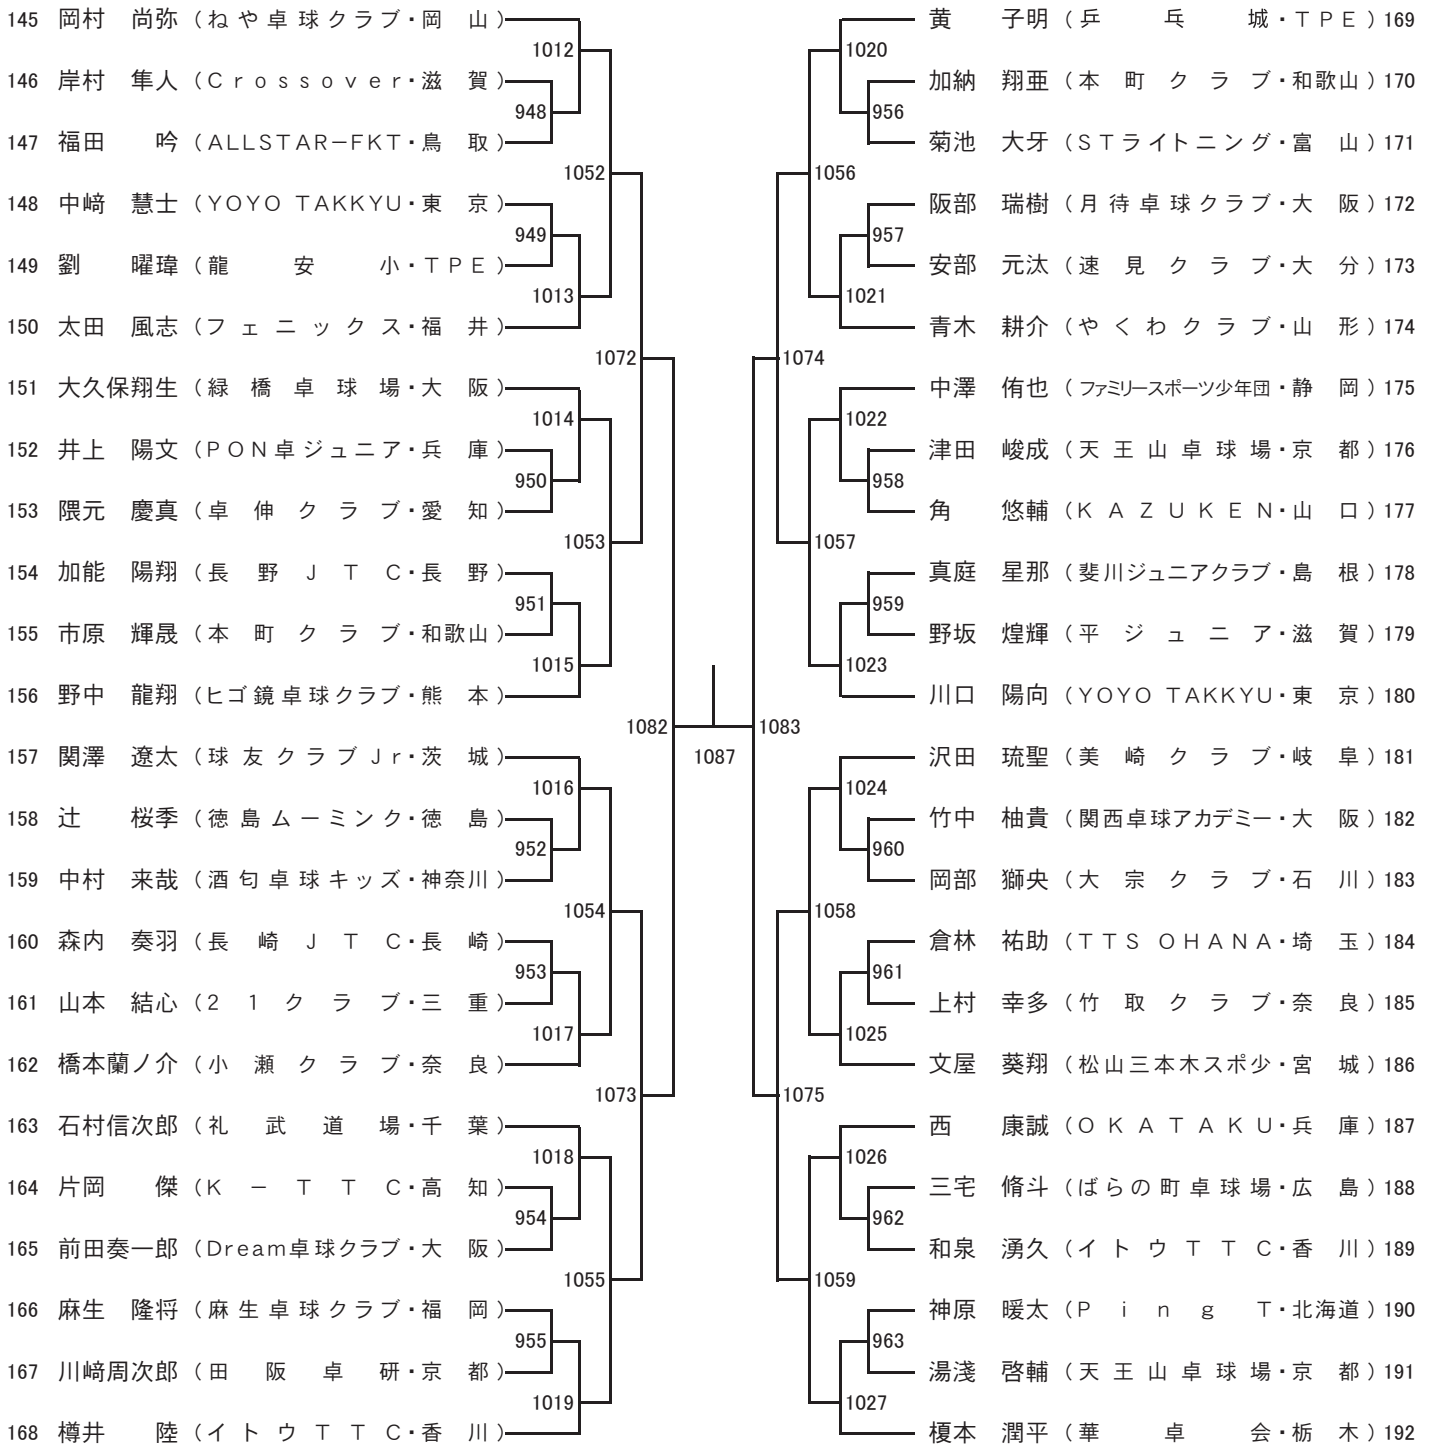 145 岡村 尚弥 (ねや卓球クラブ・岡山)
1012
146 岸村 隼人 (Crossover・滋賀)
948
147 福田 吟 (ALLSTAR−FKT・鳥取)
1052
148 中﨑 慧士 (YOYO TAKKYU・東京)
949
149 劉 曜瑋 (龍安小・TPE)
1013
150 太田 風志 (フェニックス・福井)
1072
151 大久保翔生 (緑橋卓球場・大阪)
1014
152 井上 陽文 (PON卓ジュニア・兵庫)
950
153 隈元 慶真 (卓伸クラブ・愛知)
1053
154 加能 陽翔 (長野JTC・長野)
951
155 市原 輝晟 (本町クラブ・和歌山)
1015
156 野中 龍翔 (ヒゴ鏡卓球クラブ・熊本)
1082
157 関澤 遼太 (球友クラブJr・茨城)
1016
158 辻 桜季 (徳島ムーミンク・徳島)
952
159 中村 来哉 (酒匂卓球キッズ・神奈川)
1054
160 森内 奏羽 (長崎JTC・長崎)
953
161 山本 結心 (21クラブ・三重)
1017
162 橋本蘭ノ介 (小瀬クラブ・奈良)
1073
163 石村信次郎 (礼武道場・千葉)
1018
164 片岡 傑 (K−TTC・高知)
954
165 前田奏一郎 (Dream卓球クラブ・大阪)
1055
166 麻生 隆将 (麻生卓球クラブ・福岡)
955
167 川﨑周次郎 (田阪卓研・京都)
1019
168 樽井 陸 (イトウTTC・香川)
1087
黄 子明 (乒乓城・TPE) 169
1020
加納 翔亜 (本町クラブ・和歌山) 170
956
菊池 大牙 (STライトニング・富山) 171
1056
阪部 瑞樹 (月待卓球クラブ・大阪) 172
957
安部 元汰 (速見クラブ・大分) 173
1021
青木 耕介 (やくわクラブ・山形) 174
1074
中澤 侑也 (ファミリースポーツ少年団・静岡) 175
1022
津田 峻成 (天王山卓球場・京都) 176
958
角 悠輔 (KAZUKEN・山口) 177
1057
真庭 星那 (斐川ジュニアクラブ・島根) 178
959
野坂 煌輝 (平ジュニア・滋賀) 179
1023
川口 陽向 (YOYO TAKKYU・東京) 180
1083
沢田 琉聖 (美崎クラブ・岐阜) 181
1024
竹中 柚貴 (関西卓球アカデミー・大阪) 182
960
岡部 獅央 (大宗クラブ・石川) 183
1058
倉林 祐助 (TTS OHANA・埼玉) 184
961
上村 幸多 (竹取クラブ・奈良) 185
1025
文屋 葵翔 (松山三本木スポ少・宮城) 186
1075
西 康誠 (OKATAKU・兵庫) 187
1026
三宅 脩斗 (ばらの町卓球場・広島) 188
962
和泉 湧久 (イトウTTC・香川) 189
1059
神原 暖太 (PingT・北海道) 190
963
湯淺 啓輔 (天王山卓球場・京都) 191
1027
榎本 潤平 (華卓会・栃木) 192